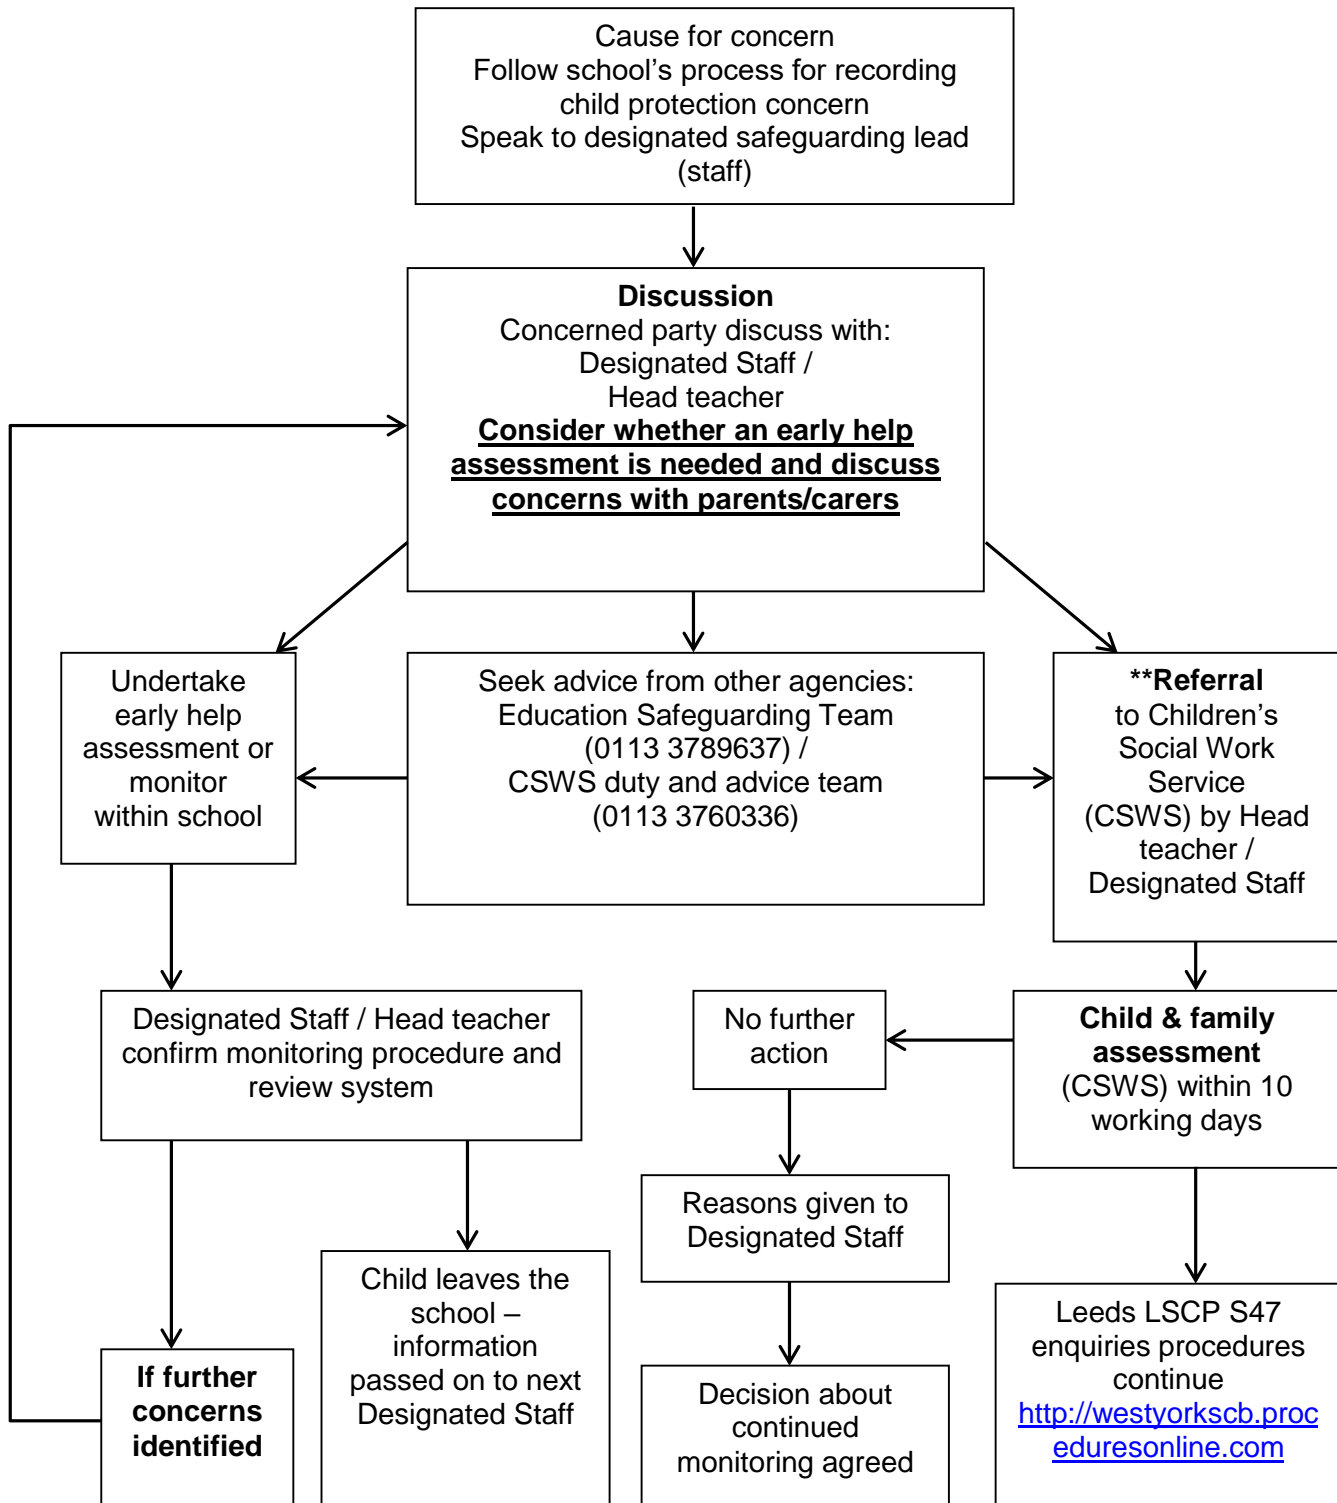 Cause for concern
Follow school’s process for recording
child protection concern
Speak to designated safeguarding lead
(staff)
Discussion
Concerned party discuss with:
Designated Staff /
Head teacher
Consider whether an early help
assessment is needed and discuss
concerns with parents/carers
Undertake
early help
assessment or
monitor
within school
Seek advice from other agencies:
Education Safeguarding Team
(0113 3789637) /
CSWS duty and advice team
(0113 3760336)
**Referral
to Children’s
Social Work
Service
(CSWS) by Head
teacher /
Designated Staff
Designated Staff / Head teacher
confirm monitoring procedure and
review system
No further
action
Child & family
assessment
(CSWS) within 10
working days
Reasons given to
Designated Staff
If further
concerns
identified
Child leaves the
school –
information
passed on to next
Designated Staff
Decision about
continued
monitoring agreed
Leeds LSCP S47
enquiries procedures
continue
http://westyorkscb.proc
eduresonline.com